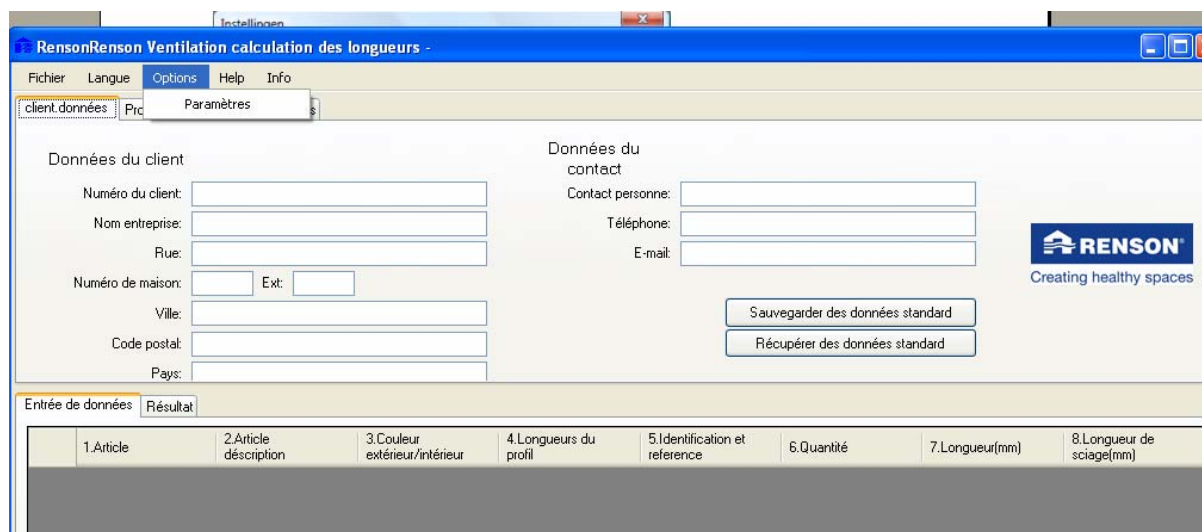 Instellingen
RensonRenson Ventilation calculation des longueurs -
Fichier Langue Options Help Info
Paramètres
client.données
Données du client
Numéro du client:
Nom entreprise:
Rue:
Numéro de maison: Ext:
Ville:
Code postal:
Pays:
Données du
contact
Contact personne:
Téléphone:
E-mail:
Sauvegarder des données standard
Récupérer des données standard
RENSON
Creating healthy spaces
Entrée de données Résultat
1.Article
2.Article
déscription
3.Couleur
extérieur/intérieur
4.Longueurs du
profil
5.Identification et
reference
6.Quantité
7.Longueur(mm)
8.Longueur de
sciage(mm)